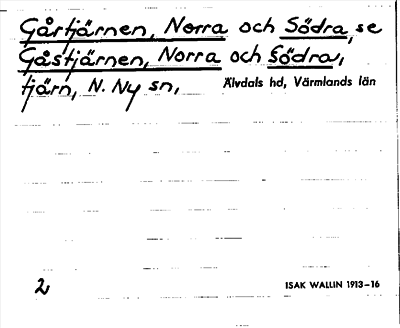 Gårtjärnen, Norra och Södra, se
Gåstjärnen, Norra och Södra,
tjärn, N. Ny sn, Älvdals hd, Värmlands län
2 ISAK WALLIN 1913-16